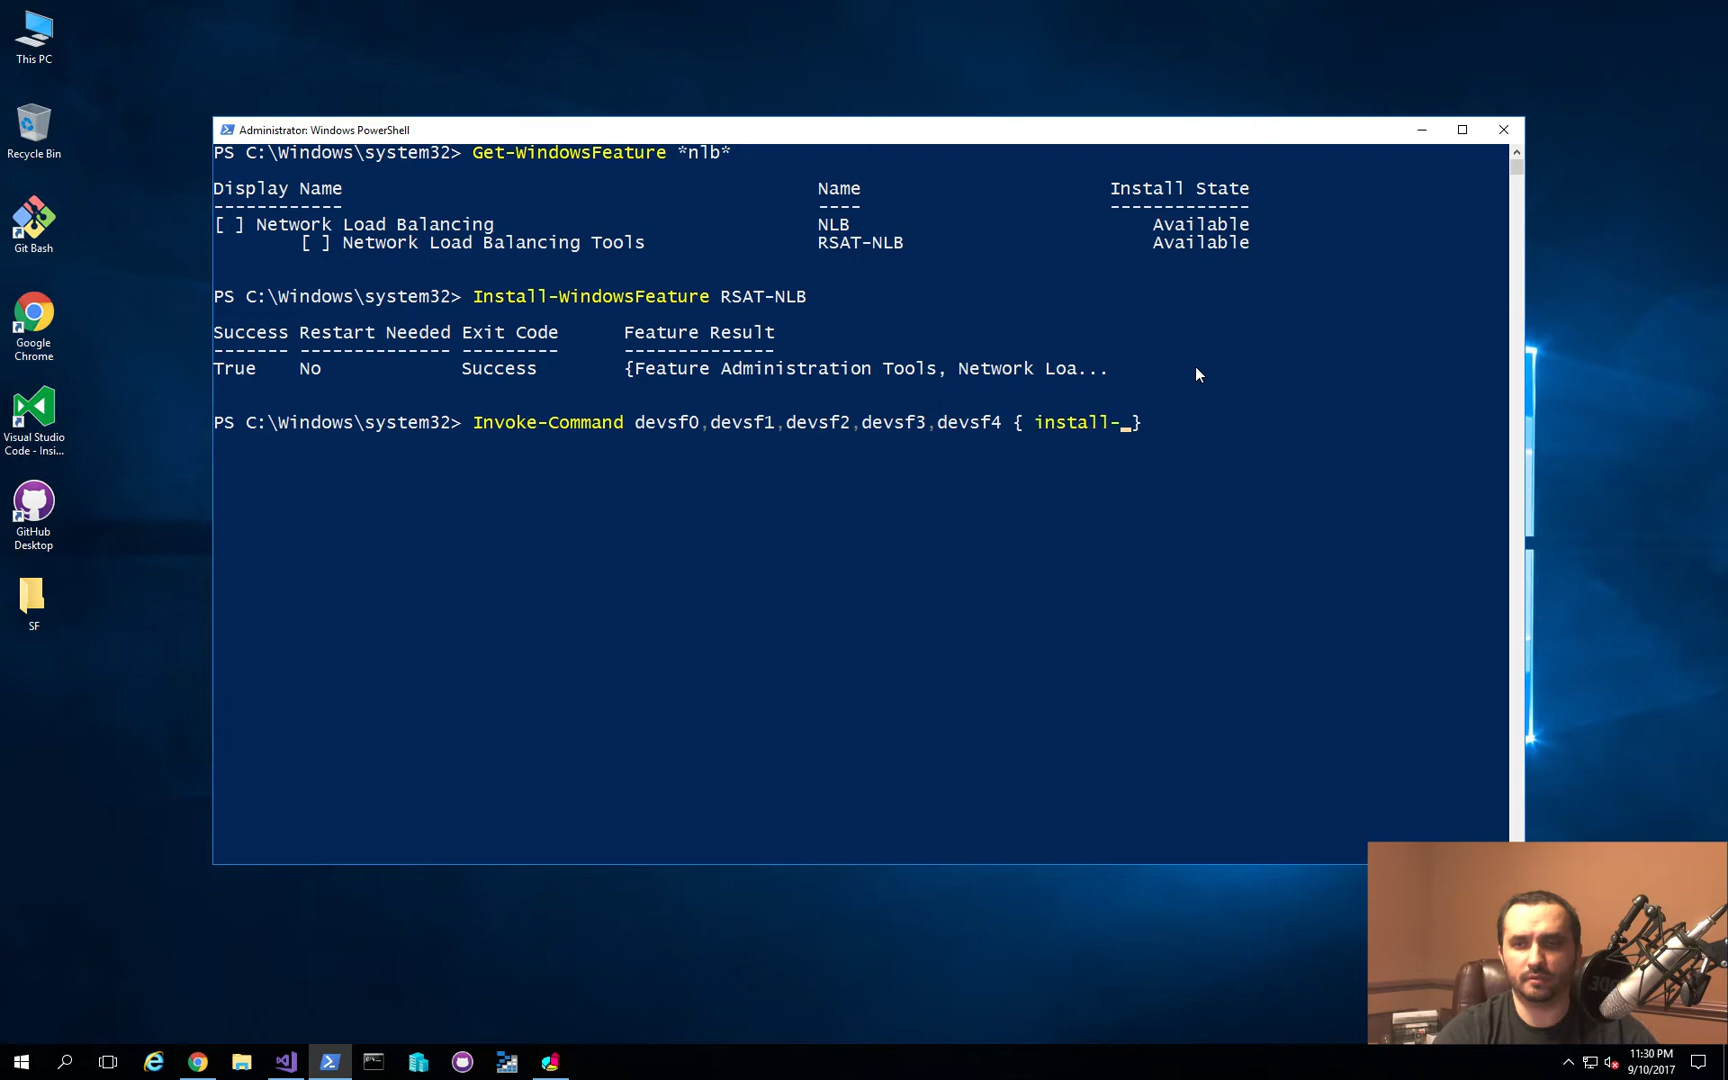 This PC
Recycle Bin
Git Bash
Google
Chrome
Visual Studio
Code - Insi...
GitHub
Desktop
SF
Administrator: Windows PowerShell
PS C:\Windows\system32> Get-WindowsFeature *nlb*
Display Name Name Install State
------------ ---- -------------
[ ] Network Load Balancing NLB Available
[ ] Network Load Balancing Tools RSAT-NLB Available
PS C:\Windows\system32> Install-WindowsFeature RSAT-NLB
Success Restart Needed Exit Code Feature Result
------- -------------- --------- --------------
True No Success {Feature Administration Tools, Network Loa...
PS C:\Windows\system32> Invoke-Command devsf0,devsf1,devsf2,devsf3,devsf4 { install-_}
11:30 PM
9/10/2017